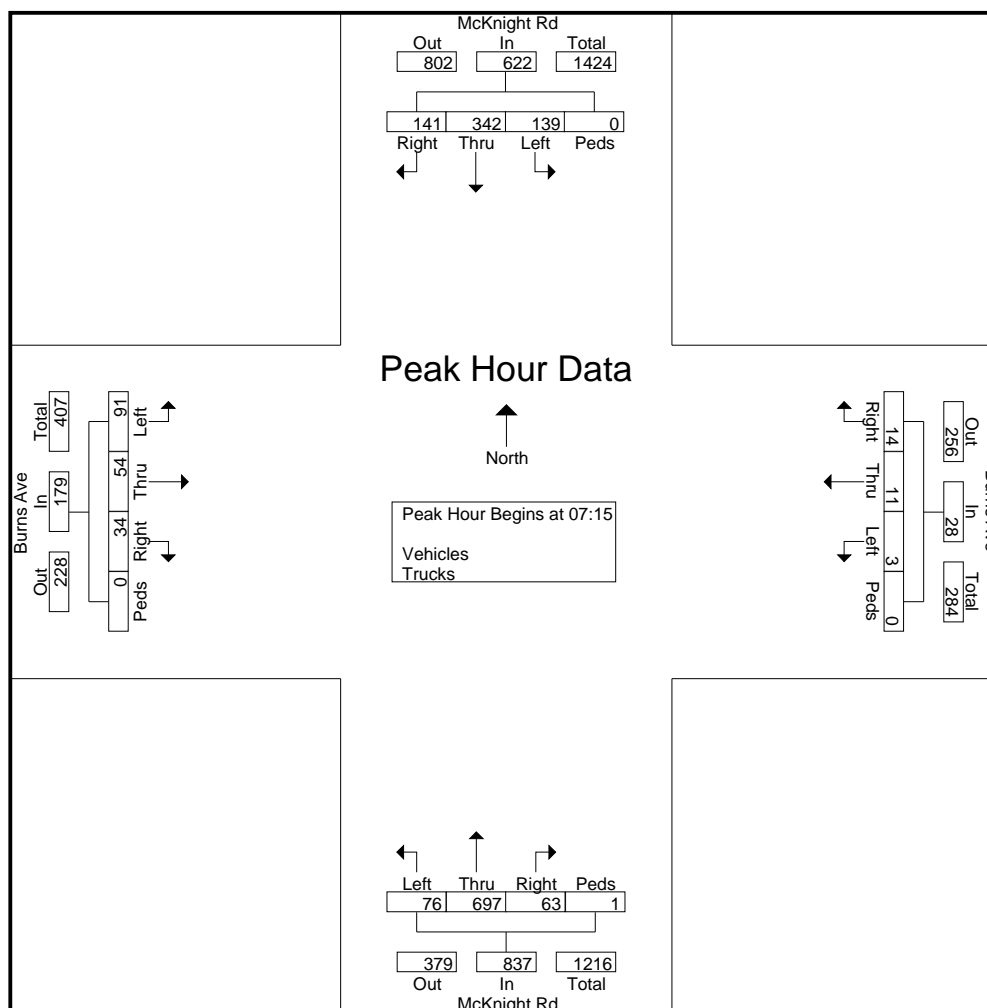 McKnight Rd
Out In Total
802 622 1424
141 342 139 0
Right Thru Left Peds
Peak Hour Data
North
Peak Hour Begins at 07:15
Vehicles
Trucks
Burns Ave
Out In Total
228 179 407
91 54 34 0
Left Thru Right Peds
Out In Total
256 28 284
14 11 3 0
Right Thru Left Peds
Left Thru Right Peds
76 697 63 1
379 837 1216
Out In Total
McKnight Rd